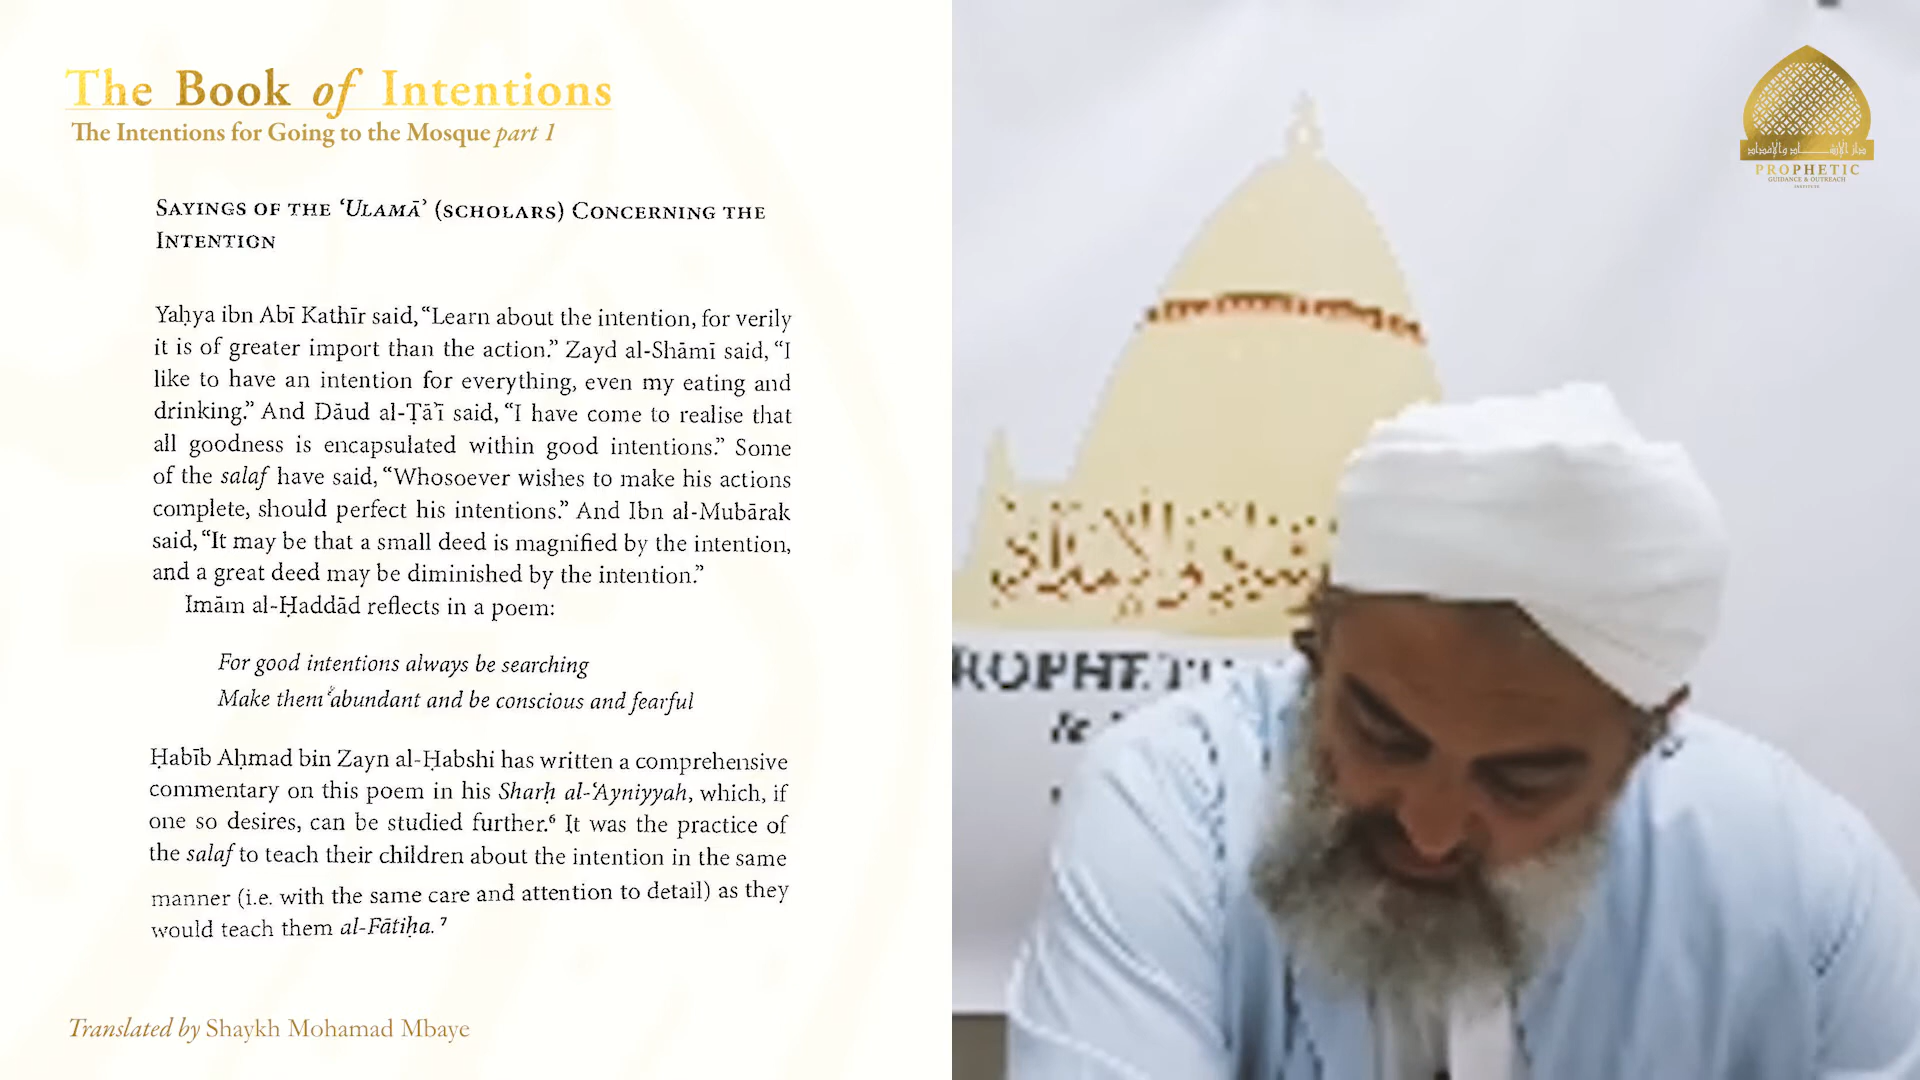 The Book of Intentions
The Intentions for Going to the Mosque part 1
SAYINGS OF THE ‘ULAMĀ’ (SCHOLARS) CONCERNING THE
INTENTION
Yaḥya ibn Abī Kathīr said, “Learn about the intention, for verily
it is of greater import than the action.” Zayd al-Shāmī said, “I
like to have an intention for everything, even my eating and
drinking.” And Dāud al-Ṭā’ī said, “I have come to realise that
all goodness is encapsulated within good intentions.” Some
of the salaf have said, “Whosoever wishes to make his actions
complete, should perfect his intentions.” And Ibn al-Mubārak
said, “It may be that a small deed is magnified by the intention,
and a great deed may be diminished by the intention.”
Imām al-Ḥaddād reflects in a poem:
For good intentions always be searching
Make them abundant and be conscious and fearful
Ḥabīb Aḥmad bin Zayn al-Ḥabshi has written a comprehensive
commentary on this poem in his Sharḥ al-‘Ayniyyah, which, if
one so desires, can be studied further.⁶ It was the practice of
the salaf to teach their children about the intention in the same
manner (i.e. with the same care and attention to detail) as they
would teach them al-Fātiḥa.⁷
Translated by Shaykh Mohamad Mbaye
دار الإرشاد والإمداد
PROPHETIC
GUIDANCE & OUTREACH
INSTITUTE
ROPHET
&